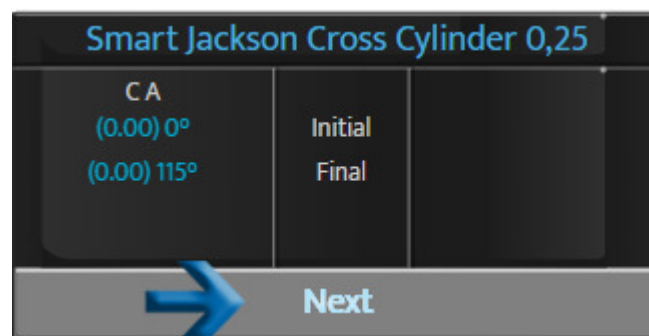 Smart Jackson Cross Cylinder 0,25
C A
(0.00) 0º Initial
(0.00) 115º Final
Next